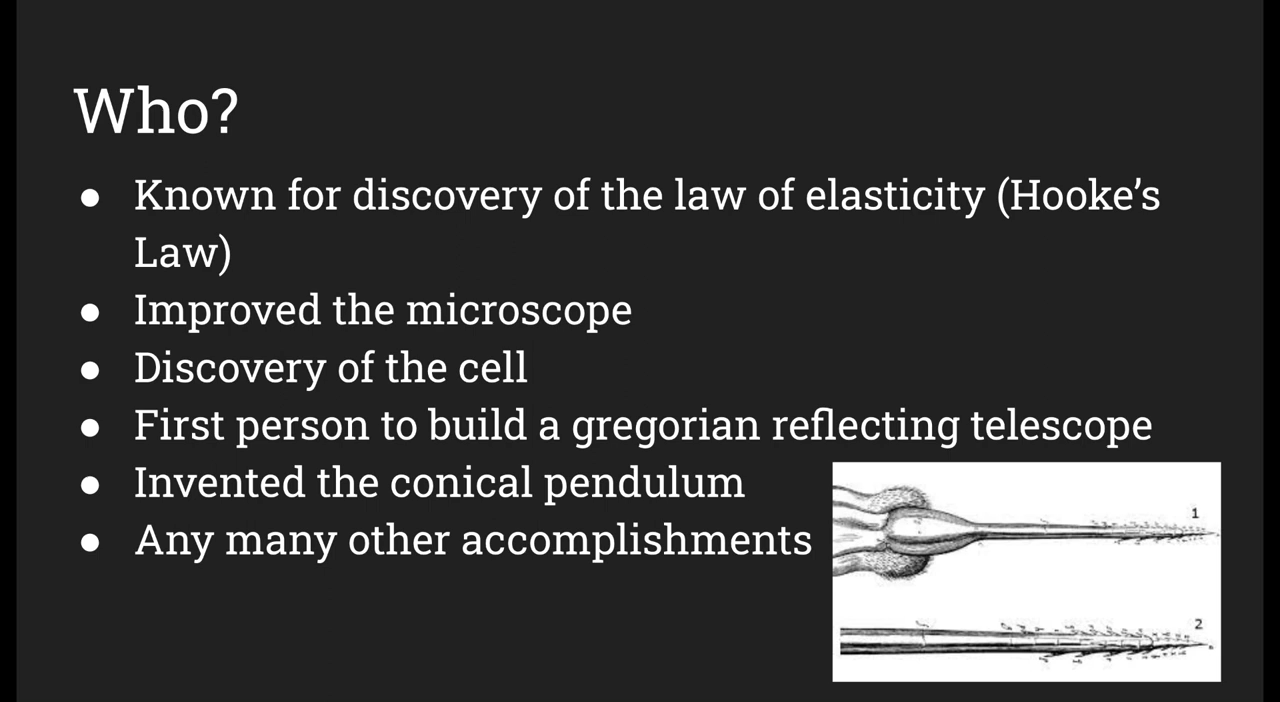 Who?
● Known for discovery of the law of elasticity (Hooke’s
Law)
● Improved the microscope
● Discovery of the cell
● First person to build a gregorian reflecting telescope
● Invented the conical pendulum
● Any many other accomplishments
1
2